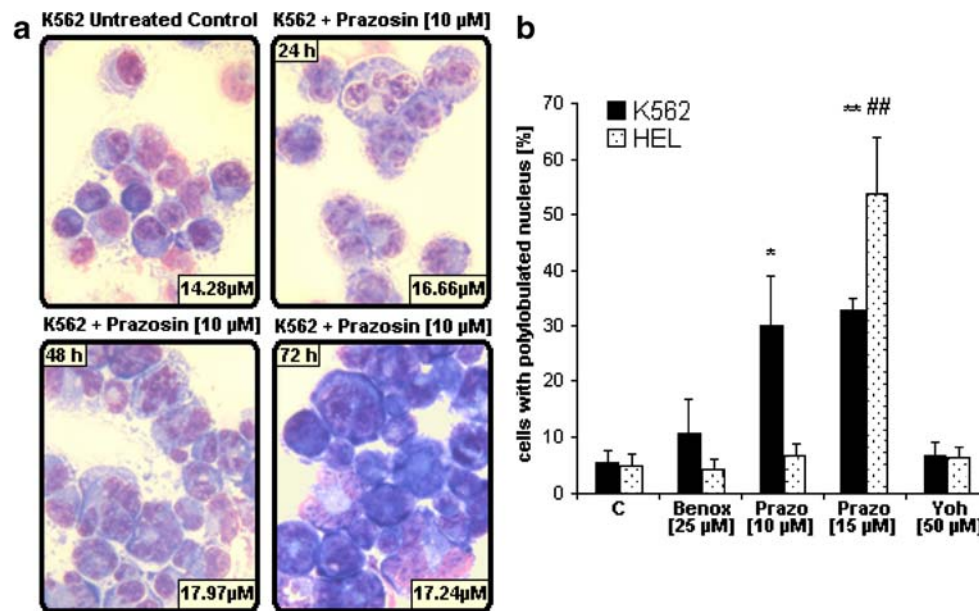 a
K562 Untreated Control
K562 + Prazosin [10 µM]
24 h
14.28µM
16.66µM
K562 + Prazosin [10 µM]
K562 + Prazosin [10 µM]
48 h
72 h
17.97µM
17.24µM
b
cells with polylobulated nucleus [%]
70
60
50
40
30
20
10
0
K562
HEL
*
** ##
C
Benox
[25 µM]
Prazo
[10 µM]
Prazo
[15 µM]
Yoh
[50 µM]